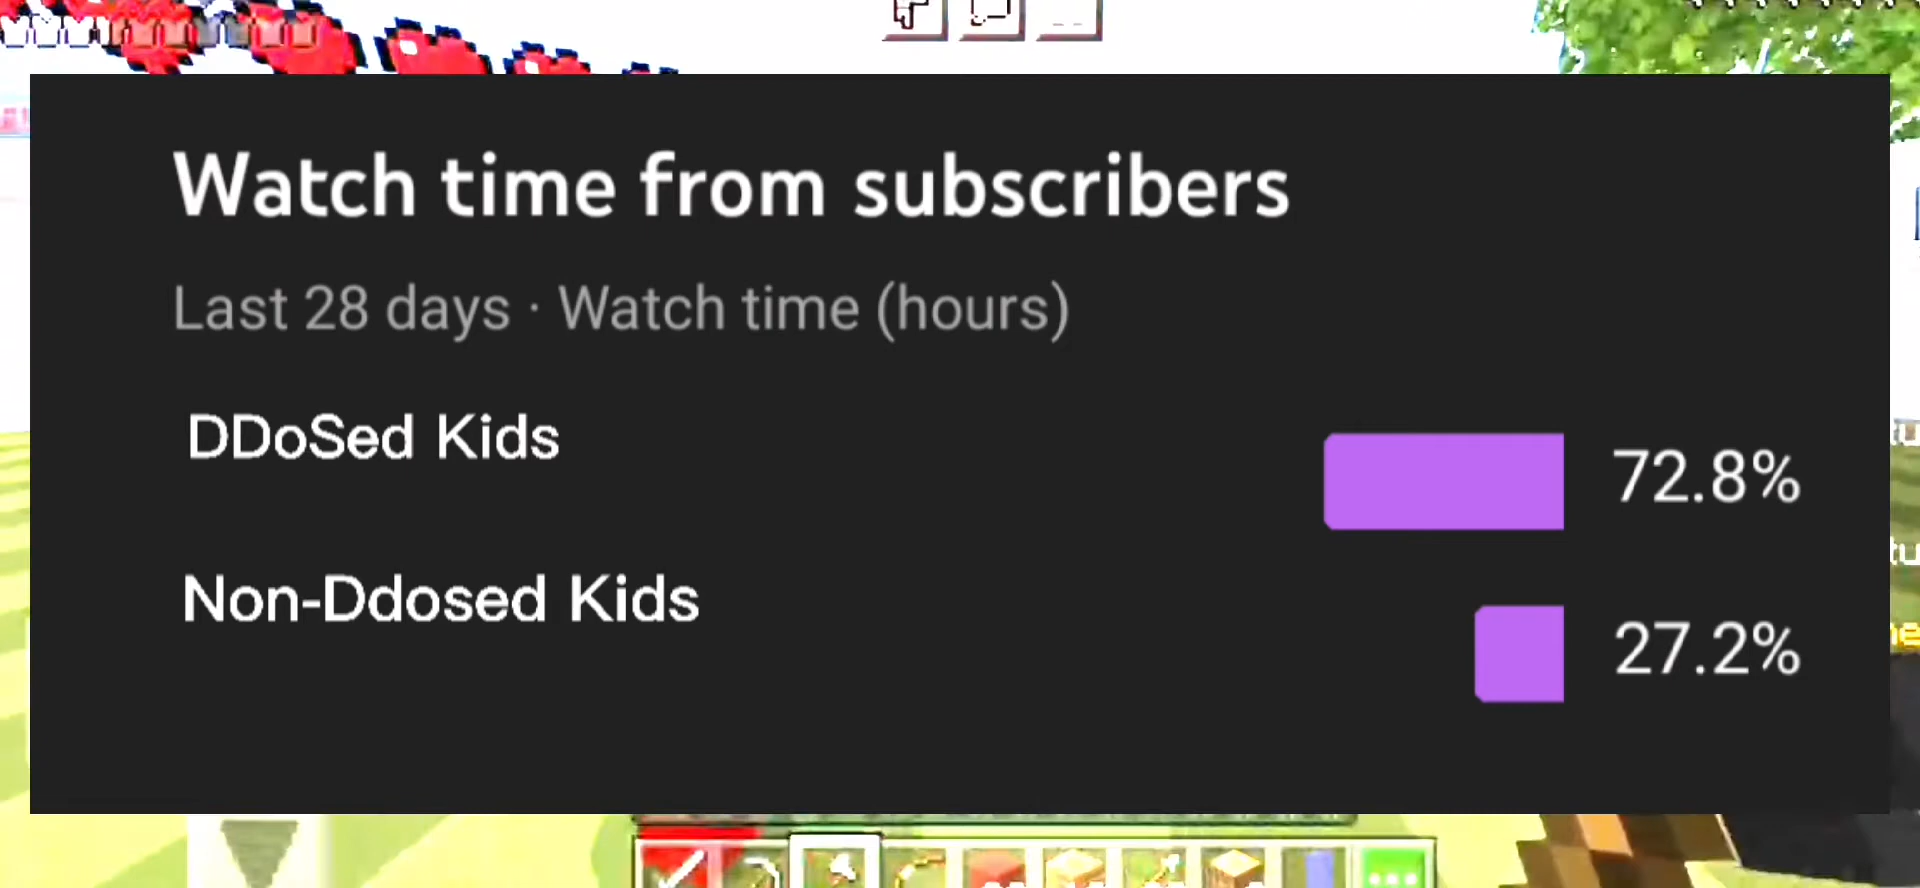 Watch time from subscribers
Last 28 days · Watch time (hours)
DDoSed Kids
72.8%
Non-Ddosed Kids
27.2%